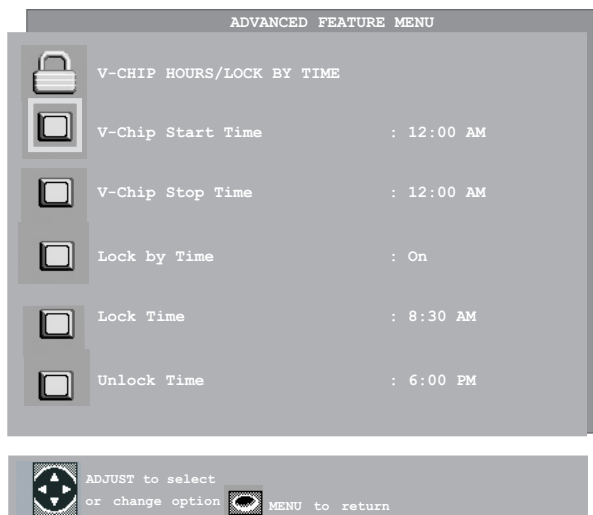 ADVANCED FEATURE MENU
V-CHIP HOURS/LOCK BY TIME
V-Chip Start Time : 12:00 AM
V-Chip Stop Time : 12:00 AM
Lock by Time : On
Lock Time : 8:30 AM
Unlock Time : 6:00 PM
ADJUST to select
or change option MENU to return